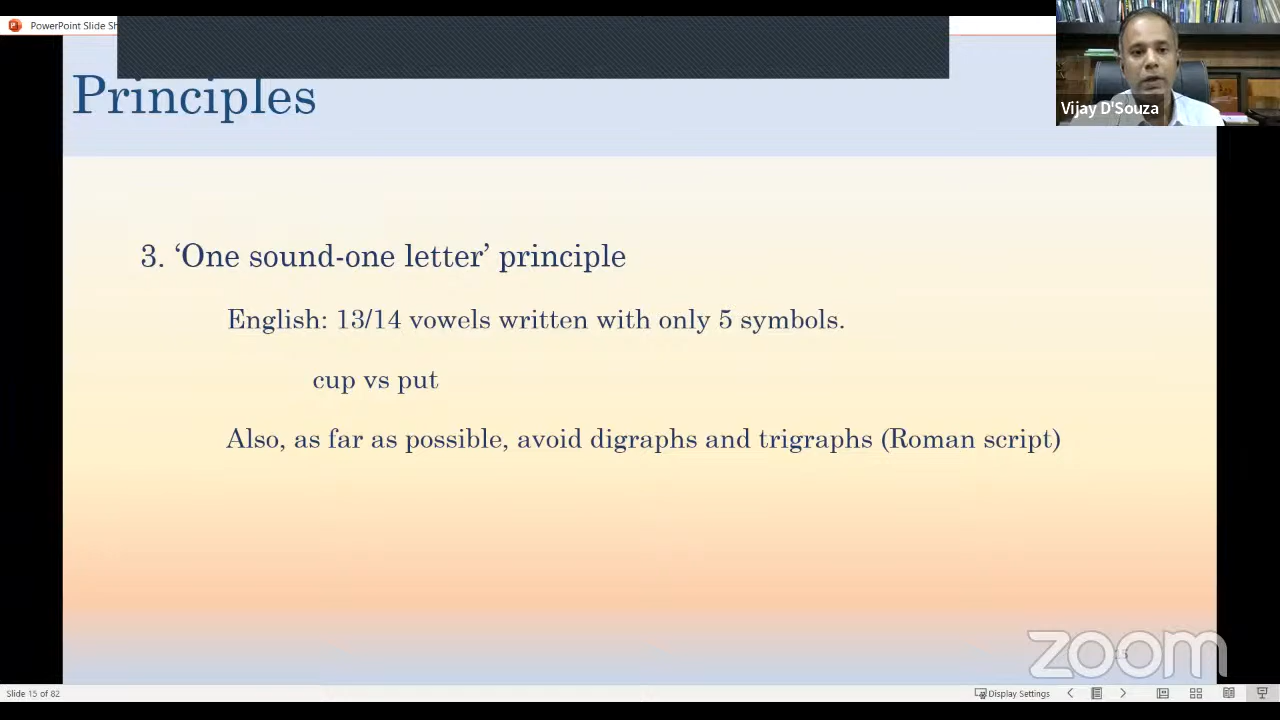 PowerPoint Slide Sh
Vijay D'Souza
Principles
3. ‘One sound-one letter’ principle
English: 13/14 vowels written with only 5 symbols.
cup vs put
Also, as far as possible, avoid digraphs and trigraphs (Roman script)
zoom
Slide 15 of 82
Display Settings